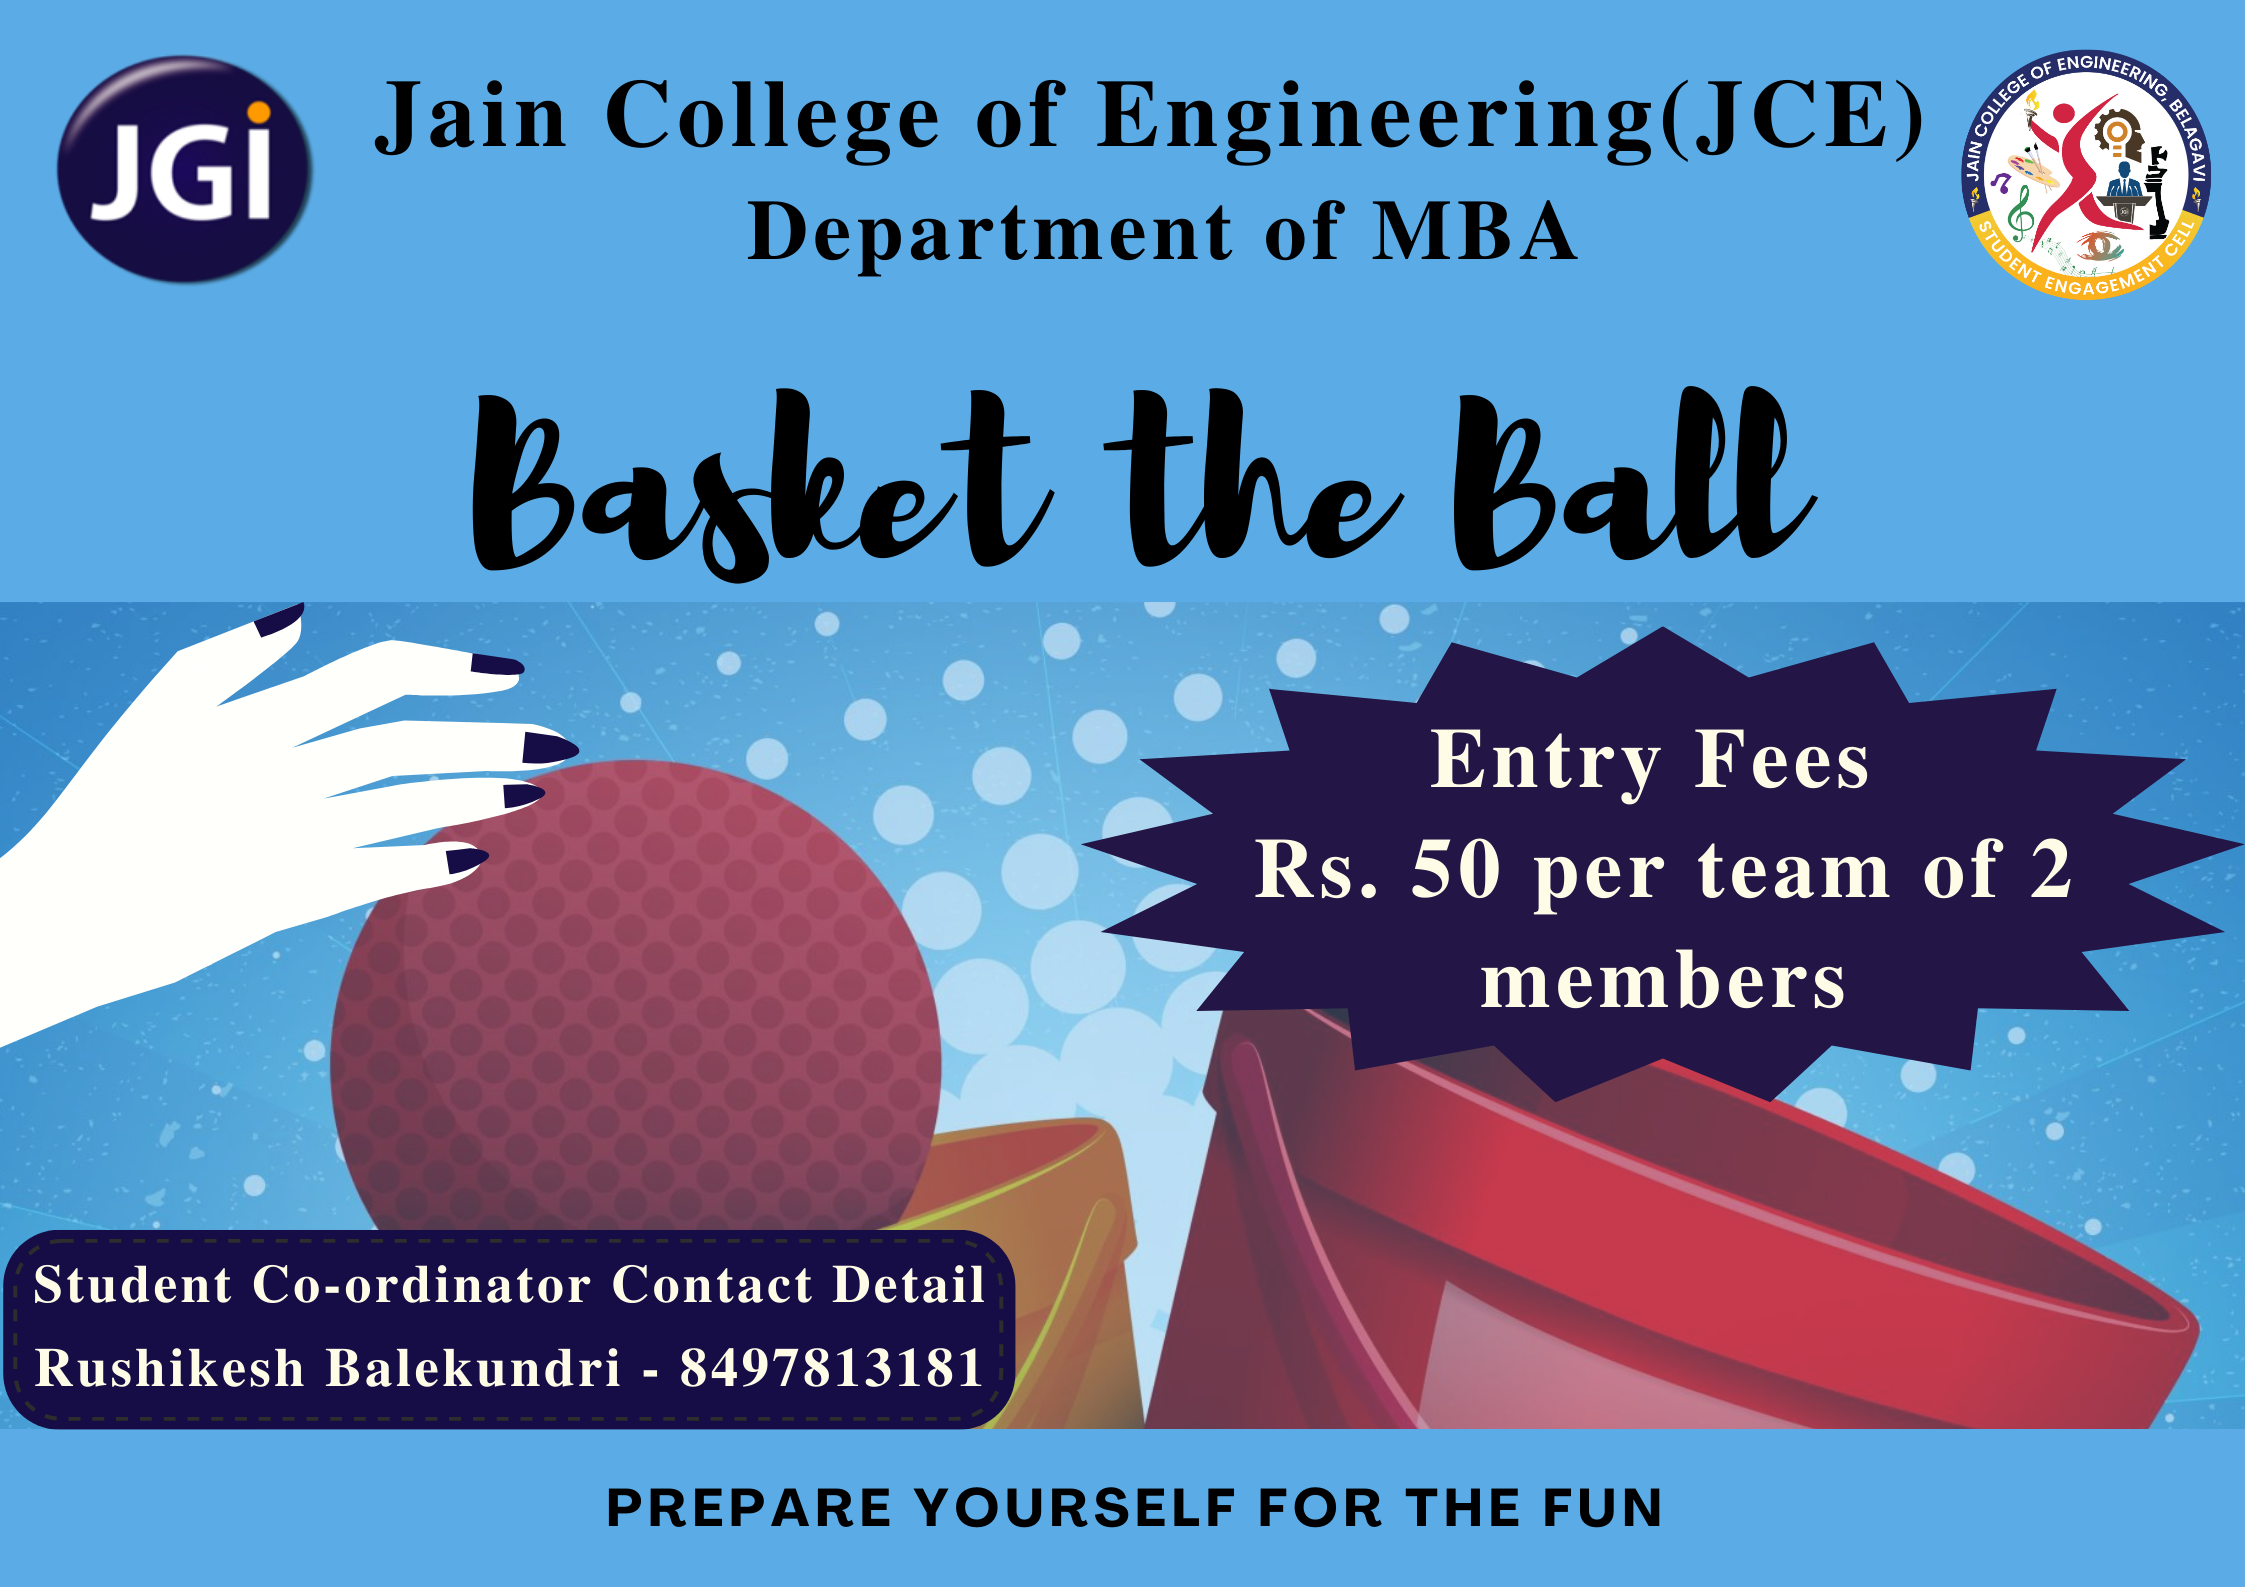 JGi
Jain College of Engineering(JCE)
Department of MBA
JAIN COLLEGE OF ENGINEERING, BELAGAVI
STUDENT ENGAGEMENT CELL
Basket the Ball
Entry Fees
Rs. 50 per team of 2
members
Student Co-ordinator Contact Detail
Rushikesh Balekundri - 8497813181
PREPARE YOURSELF FOR THE FUN